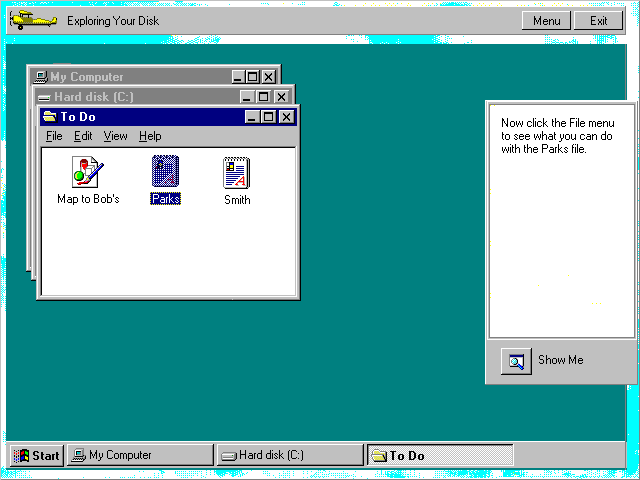 Exploring Your Disk
Menu
Exit
My Computer
Hard disk (C:)
To Do
File Edit View Help
Map to Bob's
Parks
Smith
Now click the File menu
to see what you can do
with the Parks file.
Show Me
Start
My Computer
Hard disk (C:)
To Do